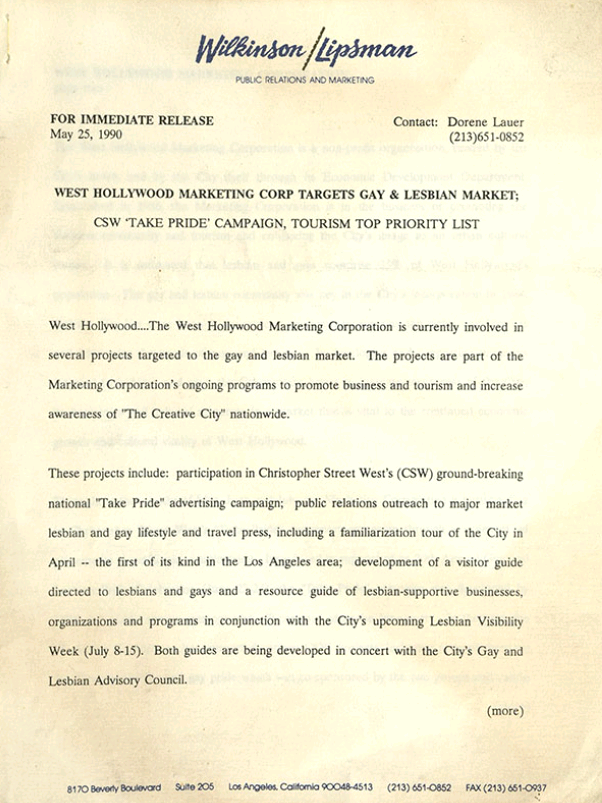 Wilkinson/Lipsman
PUBLIC RELATIONS AND MARKETING
FOR IMMEDIATE RELEASE
May 25, 1990
Contact: Dorene Lauer
(213)651-0852
WEST HOLLYWOOD MARKETING CORP TARGETS GAY & LESBIAN MARKET;
CSW 'TAKE PRIDE' CAMPAIGN, TOURISM TOP PRIORITY LIST
West Hollywood....The West Hollywood Marketing Corporation is currently involved in
several projects targeted to the gay and lesbian market. The projects are part of the
Marketing Corporation's ongoing programs to promote business and tourism and increase
awareness of "The Creative City" nationwide.
These projects include: participation in Christopher Street West's (CSW) ground-breaking
national "Take Pride" advertising campaign; public relations outreach to major market
lesbian and gay lifestyle and travel press, including a familiarization tour of the City in
April -- the first of its kind in the Los Angeles area; development of a visitor guide
directed to lesbians and gays and a resource guide of lesbian-supportive businesses,
organizations and programs in conjunction with the City's upcoming Lesbian Visibility
Week (July 8-15). Both guides are being developed in concert with the City's Gay and
Lesbian Advisory Council.
(more)
8170 Beverly Boulevard Suite 205 Los Angeles, California 90048-4513 (213) 651-0852 FAX (213) 651-0937